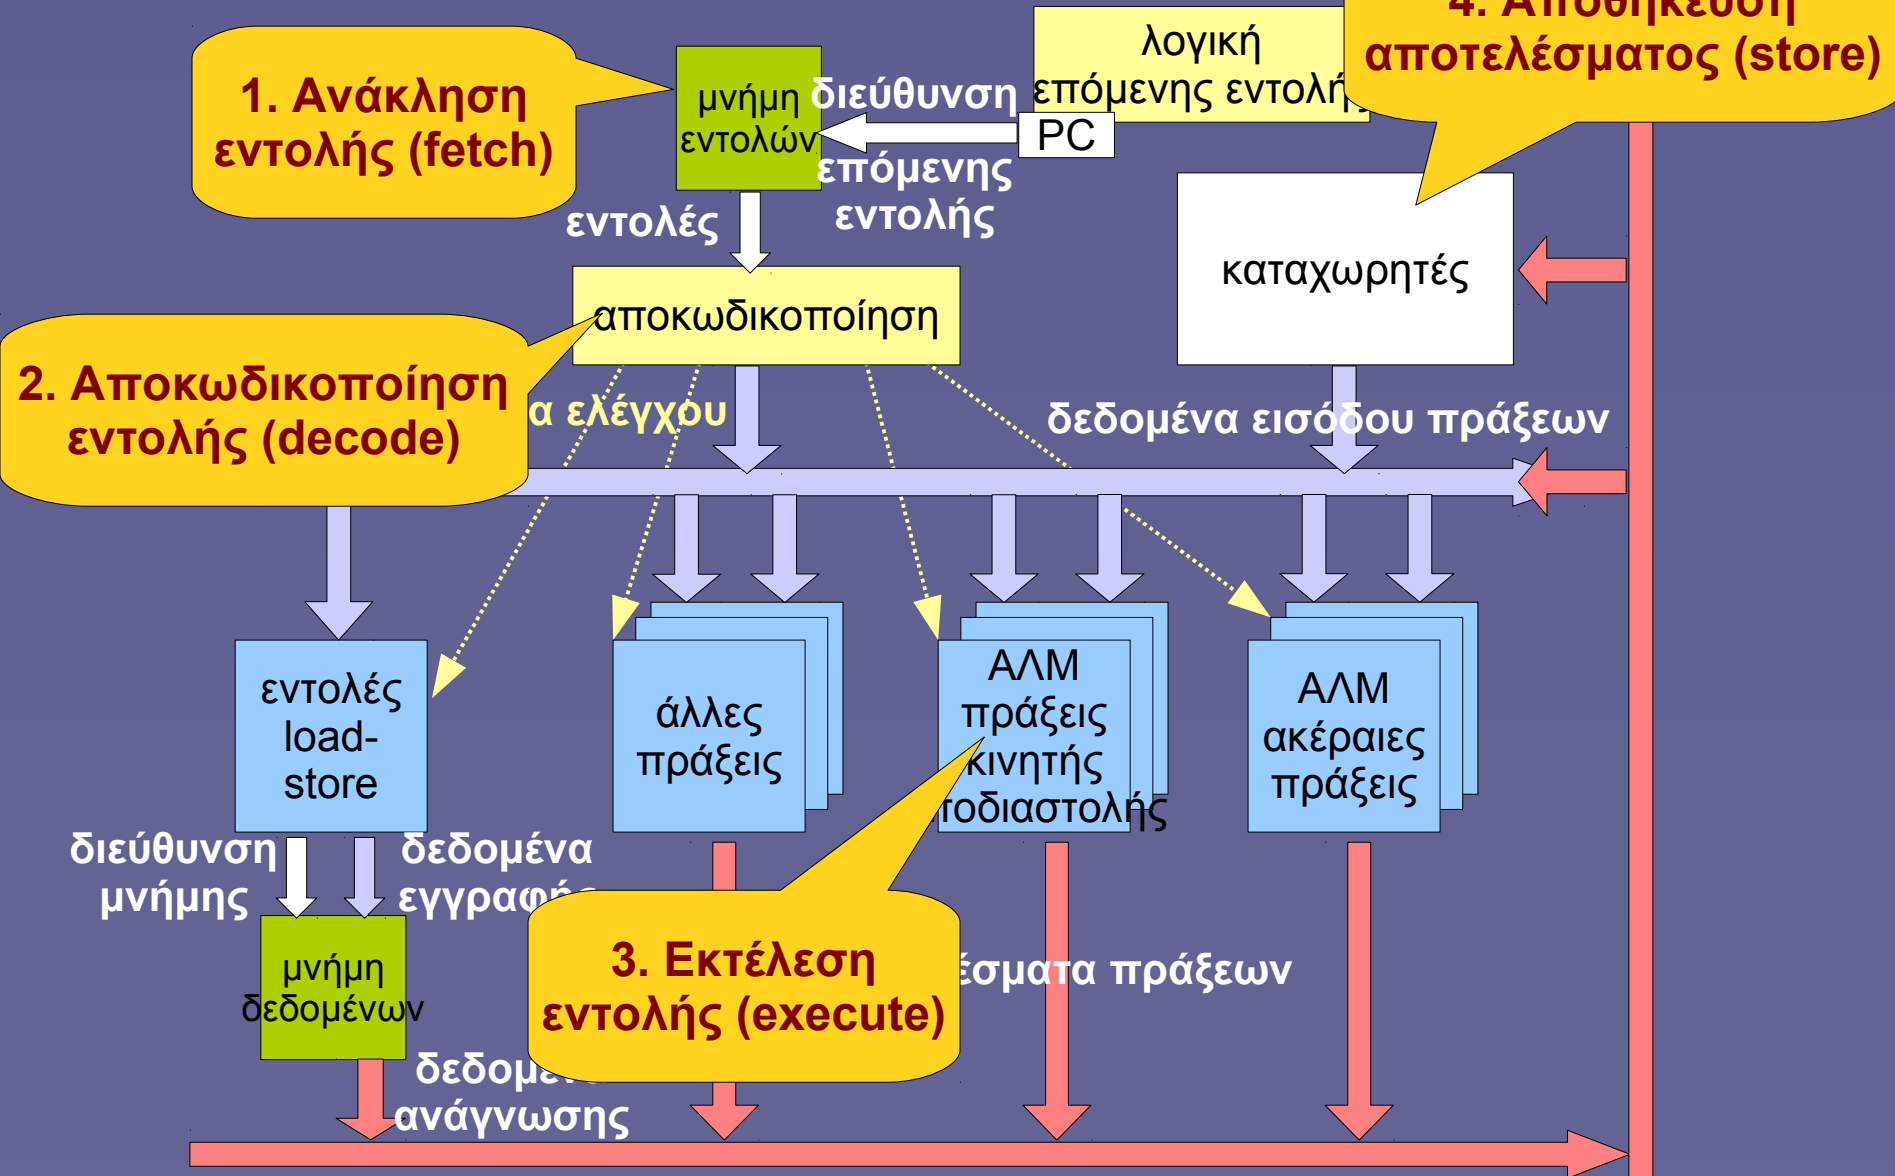 4. Αποθήκευση
αποτελέσματος (store)
λογική
επόμενης εντολής
1. Ανάκληση
εντολής (fetch)
μνήμη
εντολών
διεύθυνση
επόμενης
εντολής
PC
εντολές
καταχωρητές
αποκωδικοποίηση
2. Αποκωδικοποίηση
εντολής (decode)
ελέγχου
δεδομένα εισόδου πράξεων
εντολές
load-
store
άλλες
πράξεις
ΑΛΜ
πράξεις
κινητής
ΑΛΜ
ακέραιες
πράξεις
διεύθυνση
μνήμης
δεδομένα
εγγραφής
3. Εκτέλεση
εντολής (execute)
πράξεων
μνήμη
δεδομένων
δεδομένα
ανάγνωσης